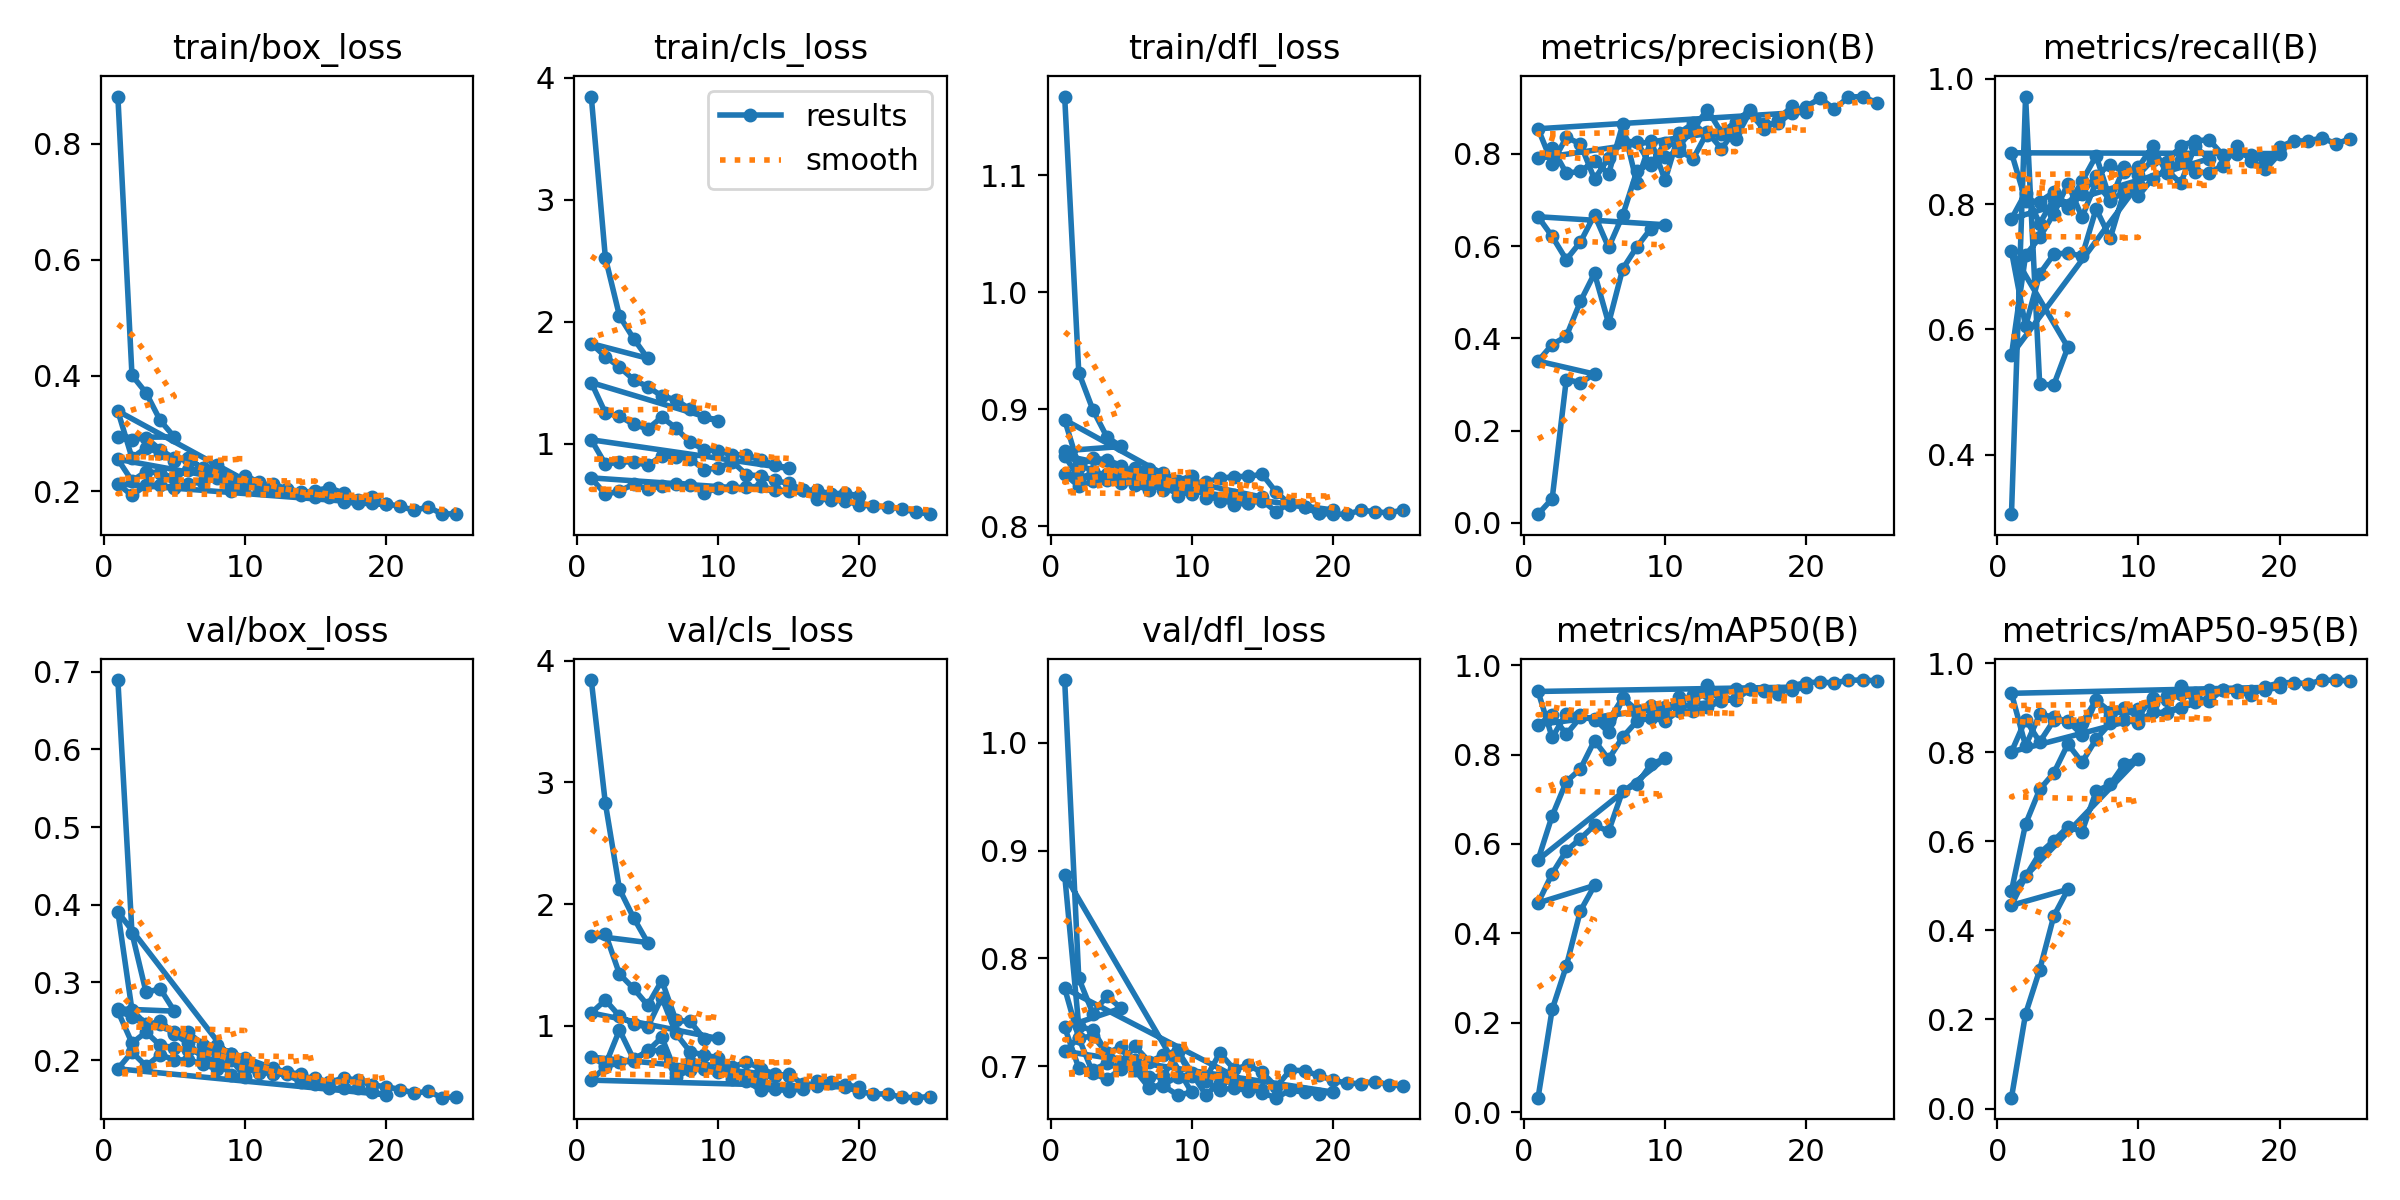 train/box_loss
0.8
0.6
0.4
0.2
0 10 20
train/cls_loss
results
smooth
4
3
2
1
0 10 20
train/dfl_loss
1.1
1.0
0.9
0.8
0 10 20
metrics/precision(B)
0.8
0.6
0.4
0.2
0.0
0 10 20
metrics/recall(B)
1.0
0.8
0.6
0.4
0 10 20
val/box_loss
0.7
0.6
0.5
0.4
0.3
0.2
0 10 20
val/cls_loss
4
3
2
1
0 10 20
val/dfl_loss
1.0
0.9
0.8
0.7
0 10 20
metrics/mAP50(B)
1.0
0.8
0.6
0.4
0.2
0.0
0 10 20
metrics/mAP50-95(B)
1.0
0.8
0.6
0.4
0.2
0.0
0 10 20